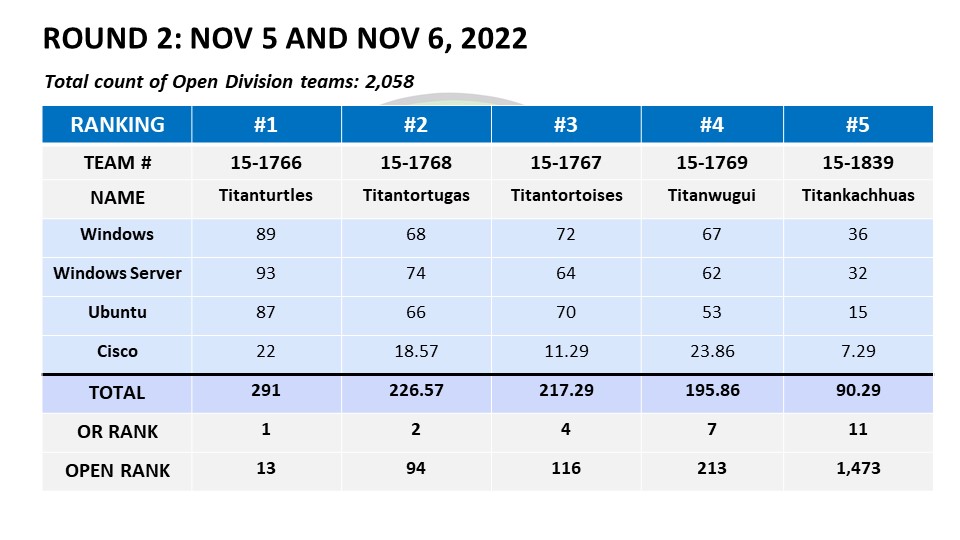 ROUND 2: NOV 5 AND NOV 6, 2022
Total count of Open Division teams: 2,058
RANKING #1 #2 #3 #4 #5
TEAM # 15-1766 15-1768 15-1767 15-1769 15-1839
NAME Titanturtles Titantortugas Titantortoises Titanwugui Titankachhuas
Windows 89 68 72 67 36
Windows Server 93 74 64 62 32
Ubuntu 87 66 70 53 15
Cisco 22 18.57 11.29 23.86 7.29
TOTAL 291 226.57 217.29 195.86 90.29
OR RANK 1 2 4 7 11
OPEN RANK 13 94 116 213 1,473